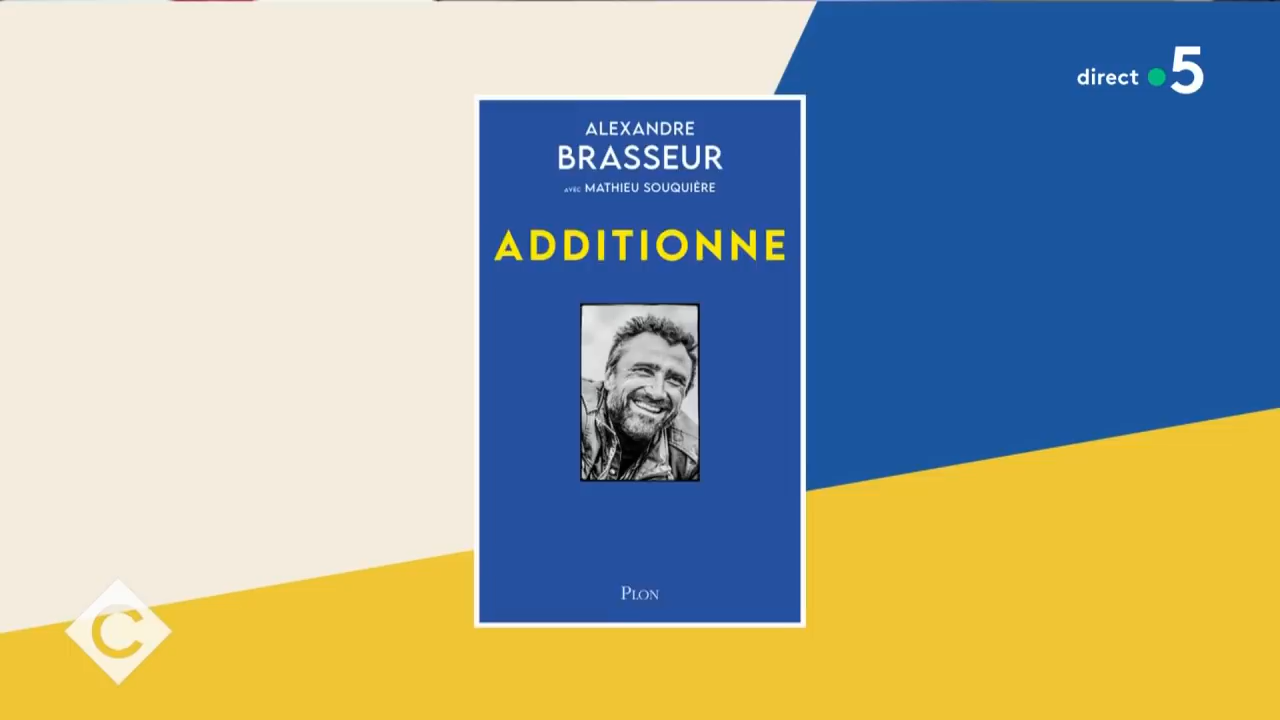 direct 5
ALEXANDRE
BRASSEUR
AVEC MATHIEU SOUQUIÈRE
ADDITIONNE
PLON
C